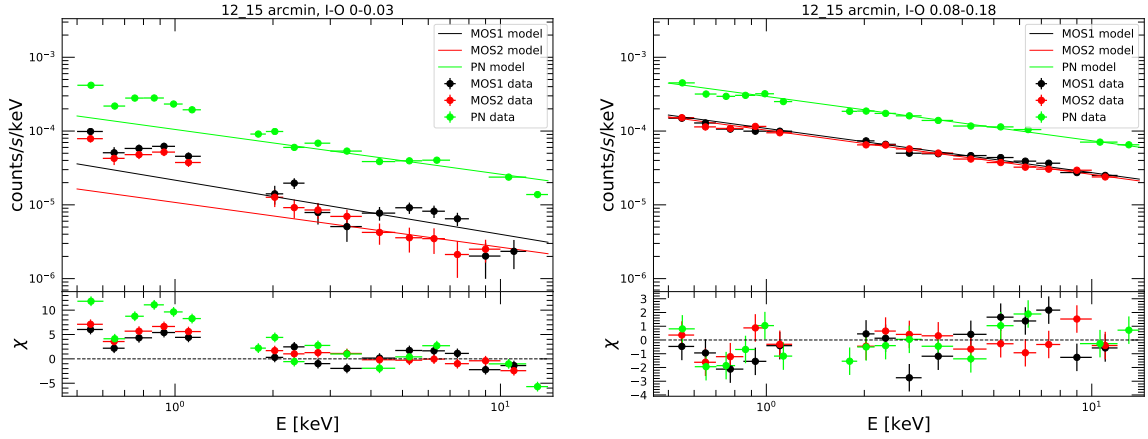 12_15 arcmin, I-O 0-0.03
counts/s/keV
10⁻³
10⁻⁴
10⁻⁵
10⁻⁶
MOS1 model
MOS2 model
PN model
MOS1 data
MOS2 data
PN data
χ
10
5
0
−5
10⁰
10¹
E [keV]
12_15 arcmin, I-O 0.08-0.18
counts/s/keV
10⁻³
10⁻⁴
10⁻⁵
10⁻⁶
MOS1 model
MOS2 model
PN model
MOS1 data
MOS2 data
PN data
χ
3
2
1
0
−1
−2
−3
−4
10⁰
10¹
E [keV]